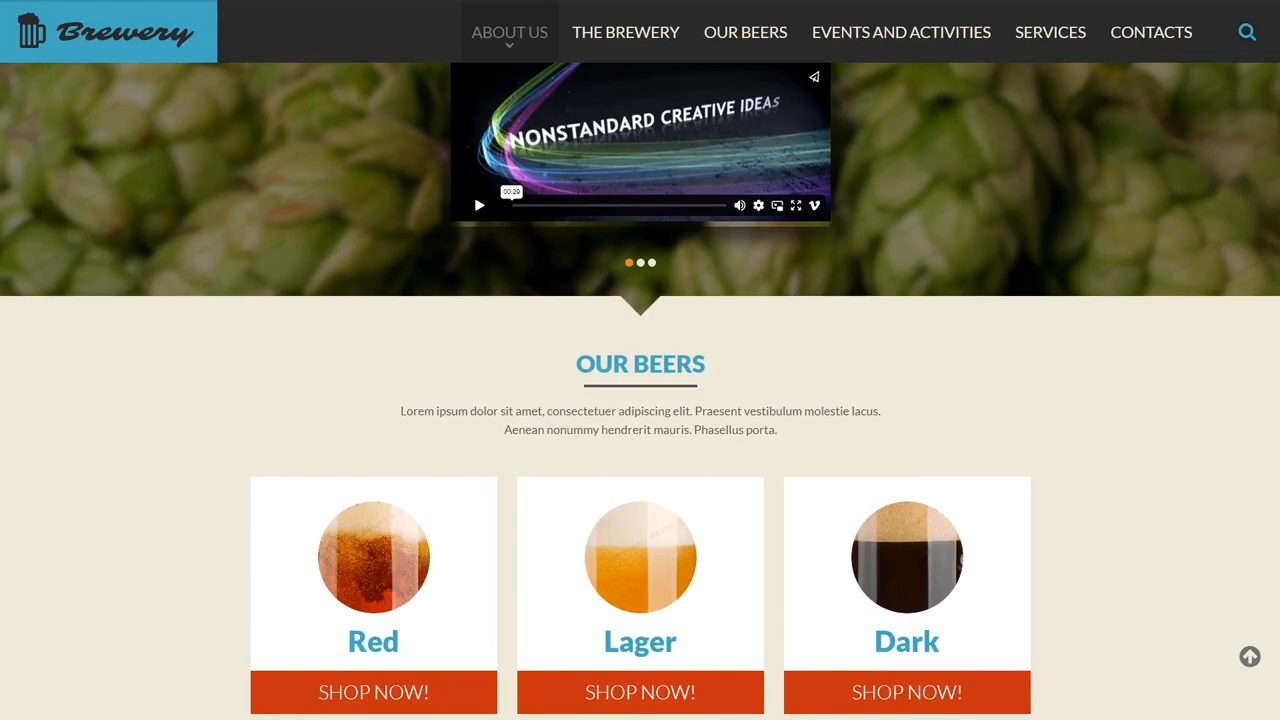 Brewery
ABOUT US
THE BREWERY
OUR BEERS
EVENTS AND ACTIVITIES
SERVICES
CONTACTS
NONSTANDARD CREATIVE IDEAS
00:29
OUR BEERS
Lorem ipsum dolor sit amet, consectetuer adipiscing elit. Praesent vestibulum molestie lacus.
Aenean nonummy hendrerit mauris. Phasellus porta.
Red
Lager
Dark
SHOP NOW!
SHOP NOW!
SHOP NOW!